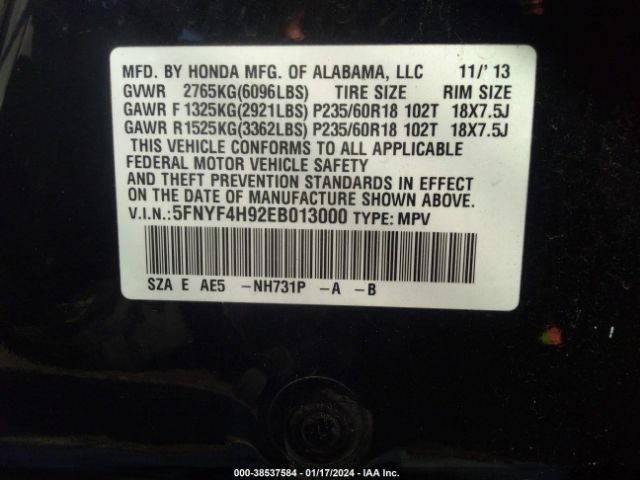 MFD. BY HONDA MFG. OF ALABAMA, LLC 11/'13
GVWR 2765KG(6096LBS) TIRE SIZE RIM SIZE
GAWR F 1325KG(2921LBS) P235/60R18 102T 18X7.5J
GAWR R 1525KG(3362LBS) P235/60R18 102T 18X7.5J
THIS VEHICLE CONFORMS TO ALL APPLICABLE
FEDERAL MOTOR VEHICLE SAFETY
AND THEFT PREVENTION STANDARDS IN EFFECT
ON THE DATE OF MANUFACTURE SHOWN ABOVE.
V.I.N.:5FNYF4H92EB013000 TYPE: MPV
SZA E AE5 -NH731P -A -B
000-38537584 - 01/17/2024 - IAA Inc.